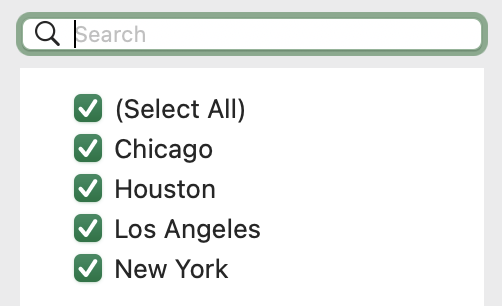 Search
(Select All)
Chicago
Houston
Los Angeles
New York